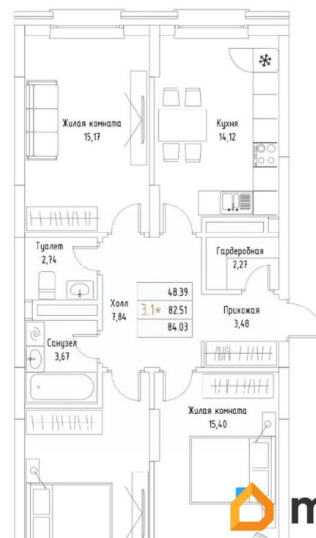 Жилая комната
15,17
Кухня
14,12
Туалет
2,74
Гардеробная
2,27
Холл
7,84
48.39
3.1* 82.51
84.03
Прихожая
3,48
Санузел
3,67
Жилая комната
15,40
m